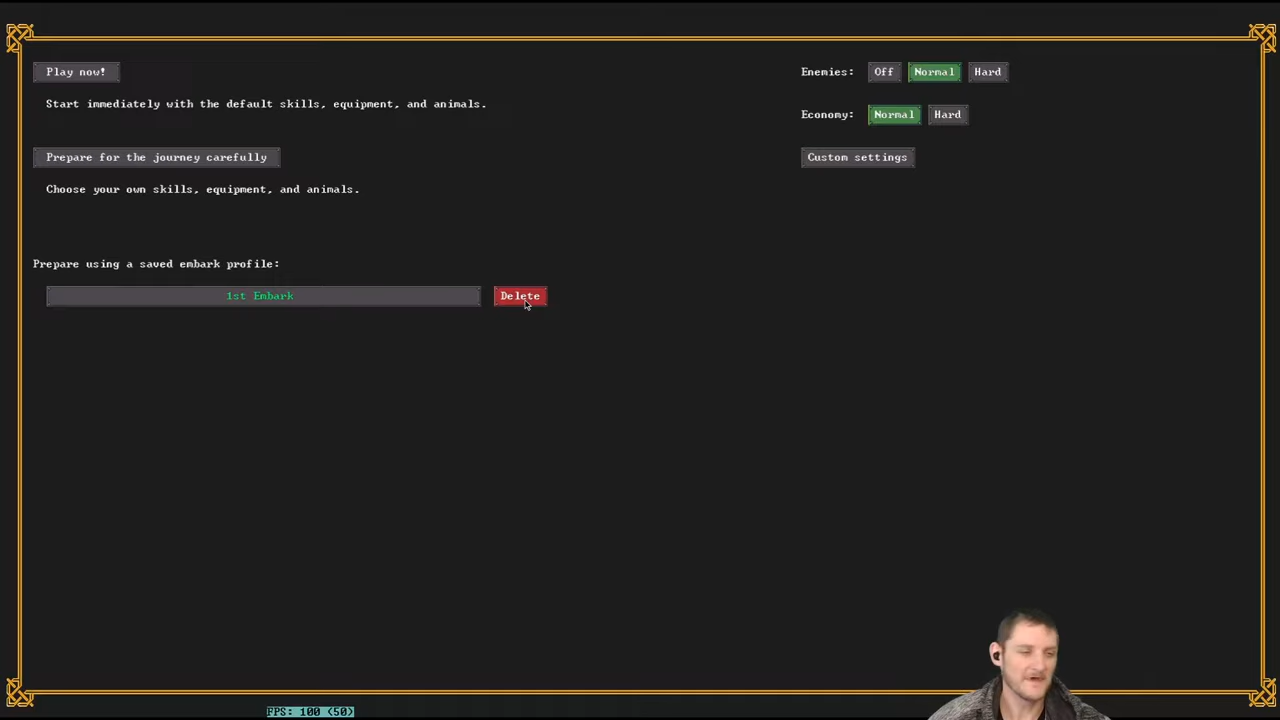 Play now!
Start immediately with the default skills, equipment, and animals.
Prepare for the journey carefully
Choose your own skills, equipment, and animals.
Prepare using a saved embark profile:
1st Embark Delete
Enemies: Off Normal Hard
Economy: Normal Hard
Custom settings
FPS: 100 (50)